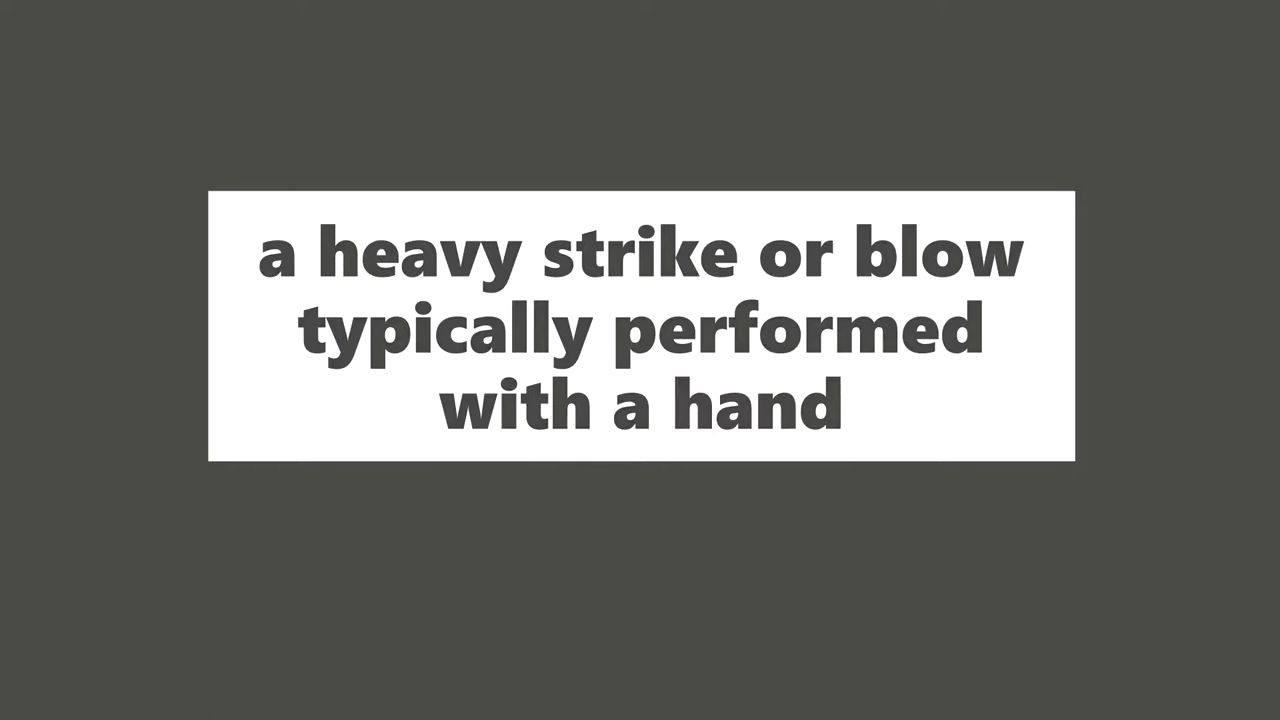 a heavy strike or blow
typically performed
with a hand